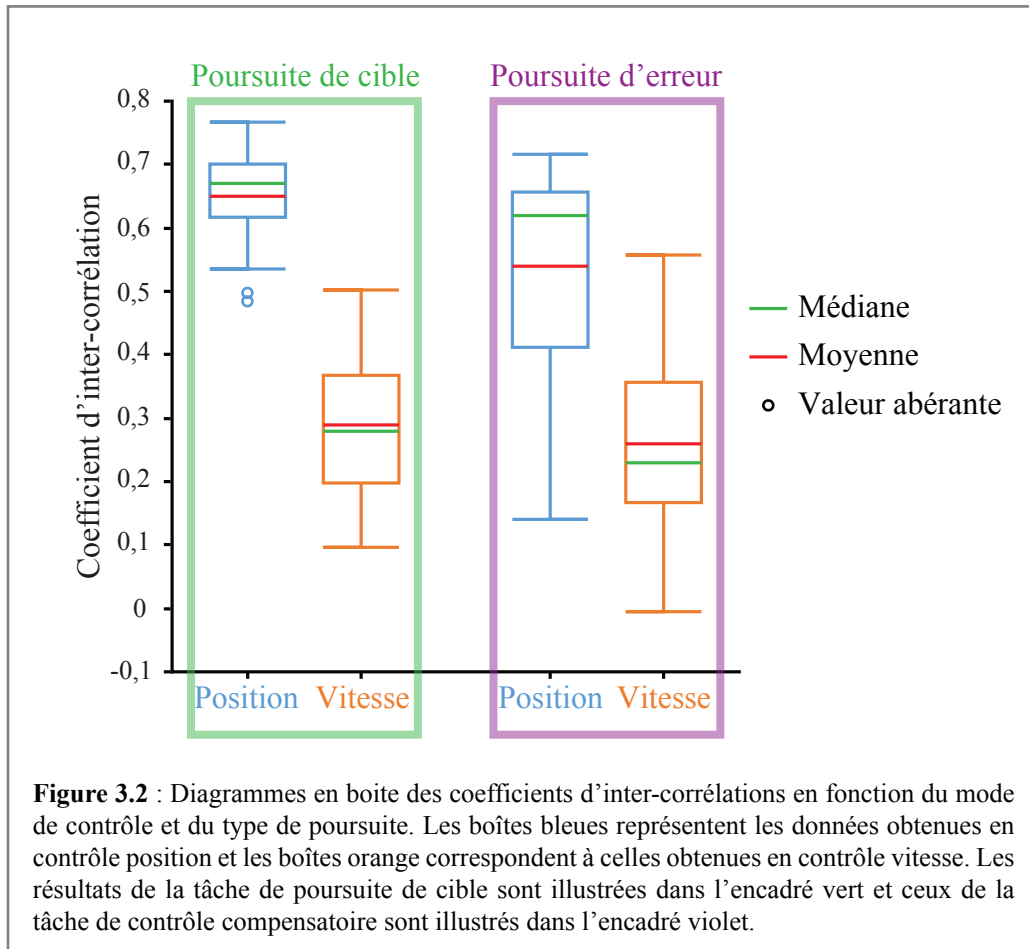 Poursuite de cible
Poursuite d’erreur
Coefficient d’inter-corrélation
0,8
0,7
0,6
0,5
0,4
0,3
0,2
0,1
0
-0,1
Position
Vitesse
Position
Vitesse
Médiane
Moyenne
Valeur abérante
Figure 3.2 : Diagrammes en boite des coefficients d’inter-corrélations en fonction du mode
de contrôle et du type de poursuite. Les boîtes bleues représentent les données obtenues en
contrôle position et les boîtes orange correspondent à celles obtenues en contrôle vitesse. Les
résultats de la tâche de poursuite de cible sont illustrées dans l’encadré vert et ceux de la
tâche de contrôle compensatoire sont illustrés dans l’encadré violet.